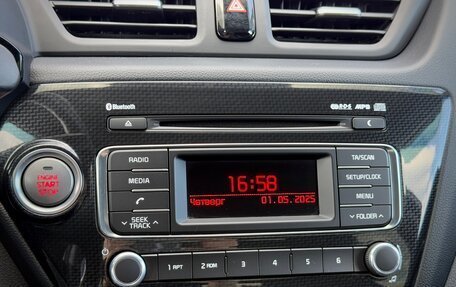 Bluetooth
RDS MP3
RADIO
MEDIA
SEEK
TRACK
16:58
Четверг 01.05.2025
TA/SCAN
SETUP/CLOCK
MENU
FOLDER
ENGINE
START
STOP
1 RPT 2 RDM 3 4 5 6